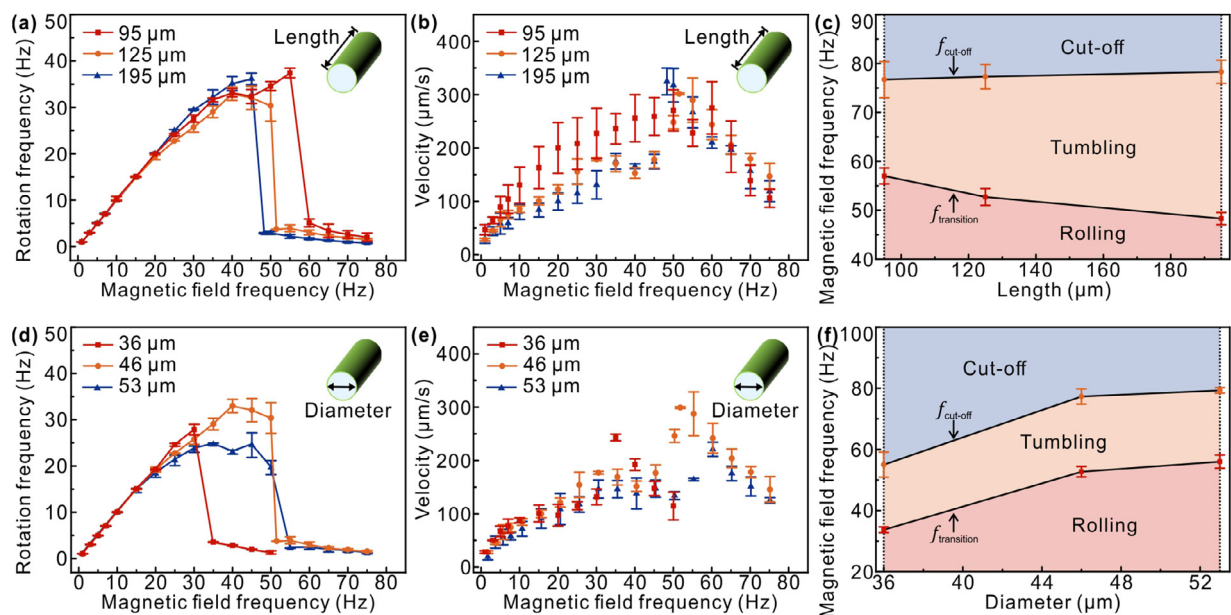 (a)
95 µm
125 µm
195 µm
Length
Rotation frequency (Hz)
50
40
30
20
10
0
0 10 20 30 40 50 60 70 80
Magnetic field frequency (Hz)
(b)
95 µm
125 µm
195 µm
Length
Velocity (µm/s)
400
300
200
100
0
0 10 20 30 40 50 60 70 80
Magnetic field frequency (Hz)
(c)
Magnetic field frequency (Hz)
90
80
70
60
50
40
f cut-off
Cut-off
Tumbling
f transition
Rolling
100 120 140 160 180
Length (µm)
(d)
36 µm
46 µm
53 µm
Diameter
Rotation frequency (Hz)
50
40
30
20
10
0
0 10 20 30 40 50 60 70 80
Magnetic field frequency (Hz)
(e)
36 µm
46 µm
53 µm
Diameter
Velocity (µm/s)
400
300
200
100
0
0 10 20 30 40 50 60 70 80
Magnetic field frequency (Hz)
(f)
Magnetic field frequency (Hz)
100
80
60
40
20
Cut-off
f cut-off
Tumbling
f transition
Rolling
36 40 44 48 52
Diameter (µm)